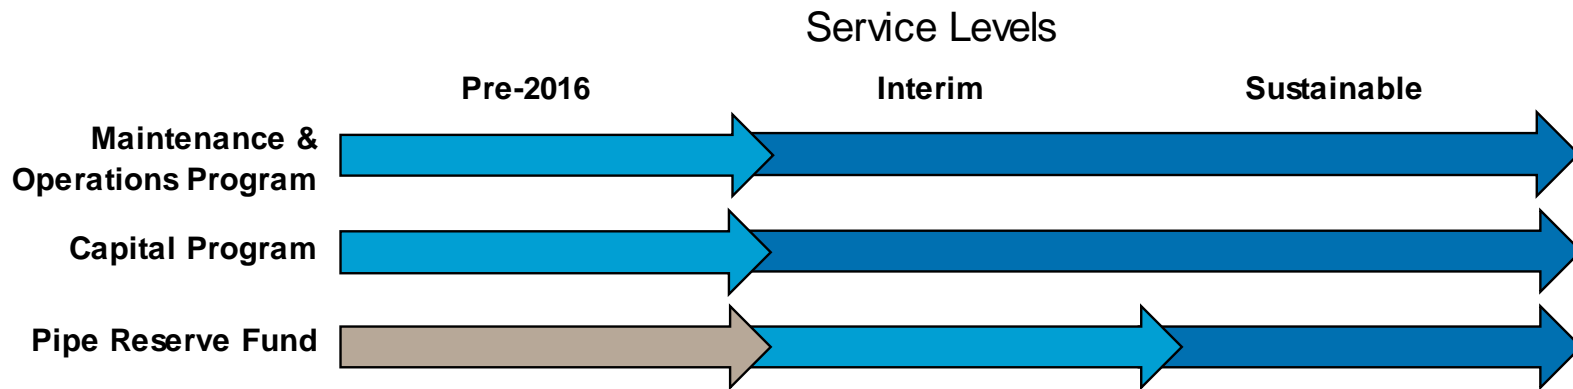 Service Levels
Pre-2016 Interim Sustainable
Maintenance &
Operations Program
Capital Program
Pipe Reserve Fund